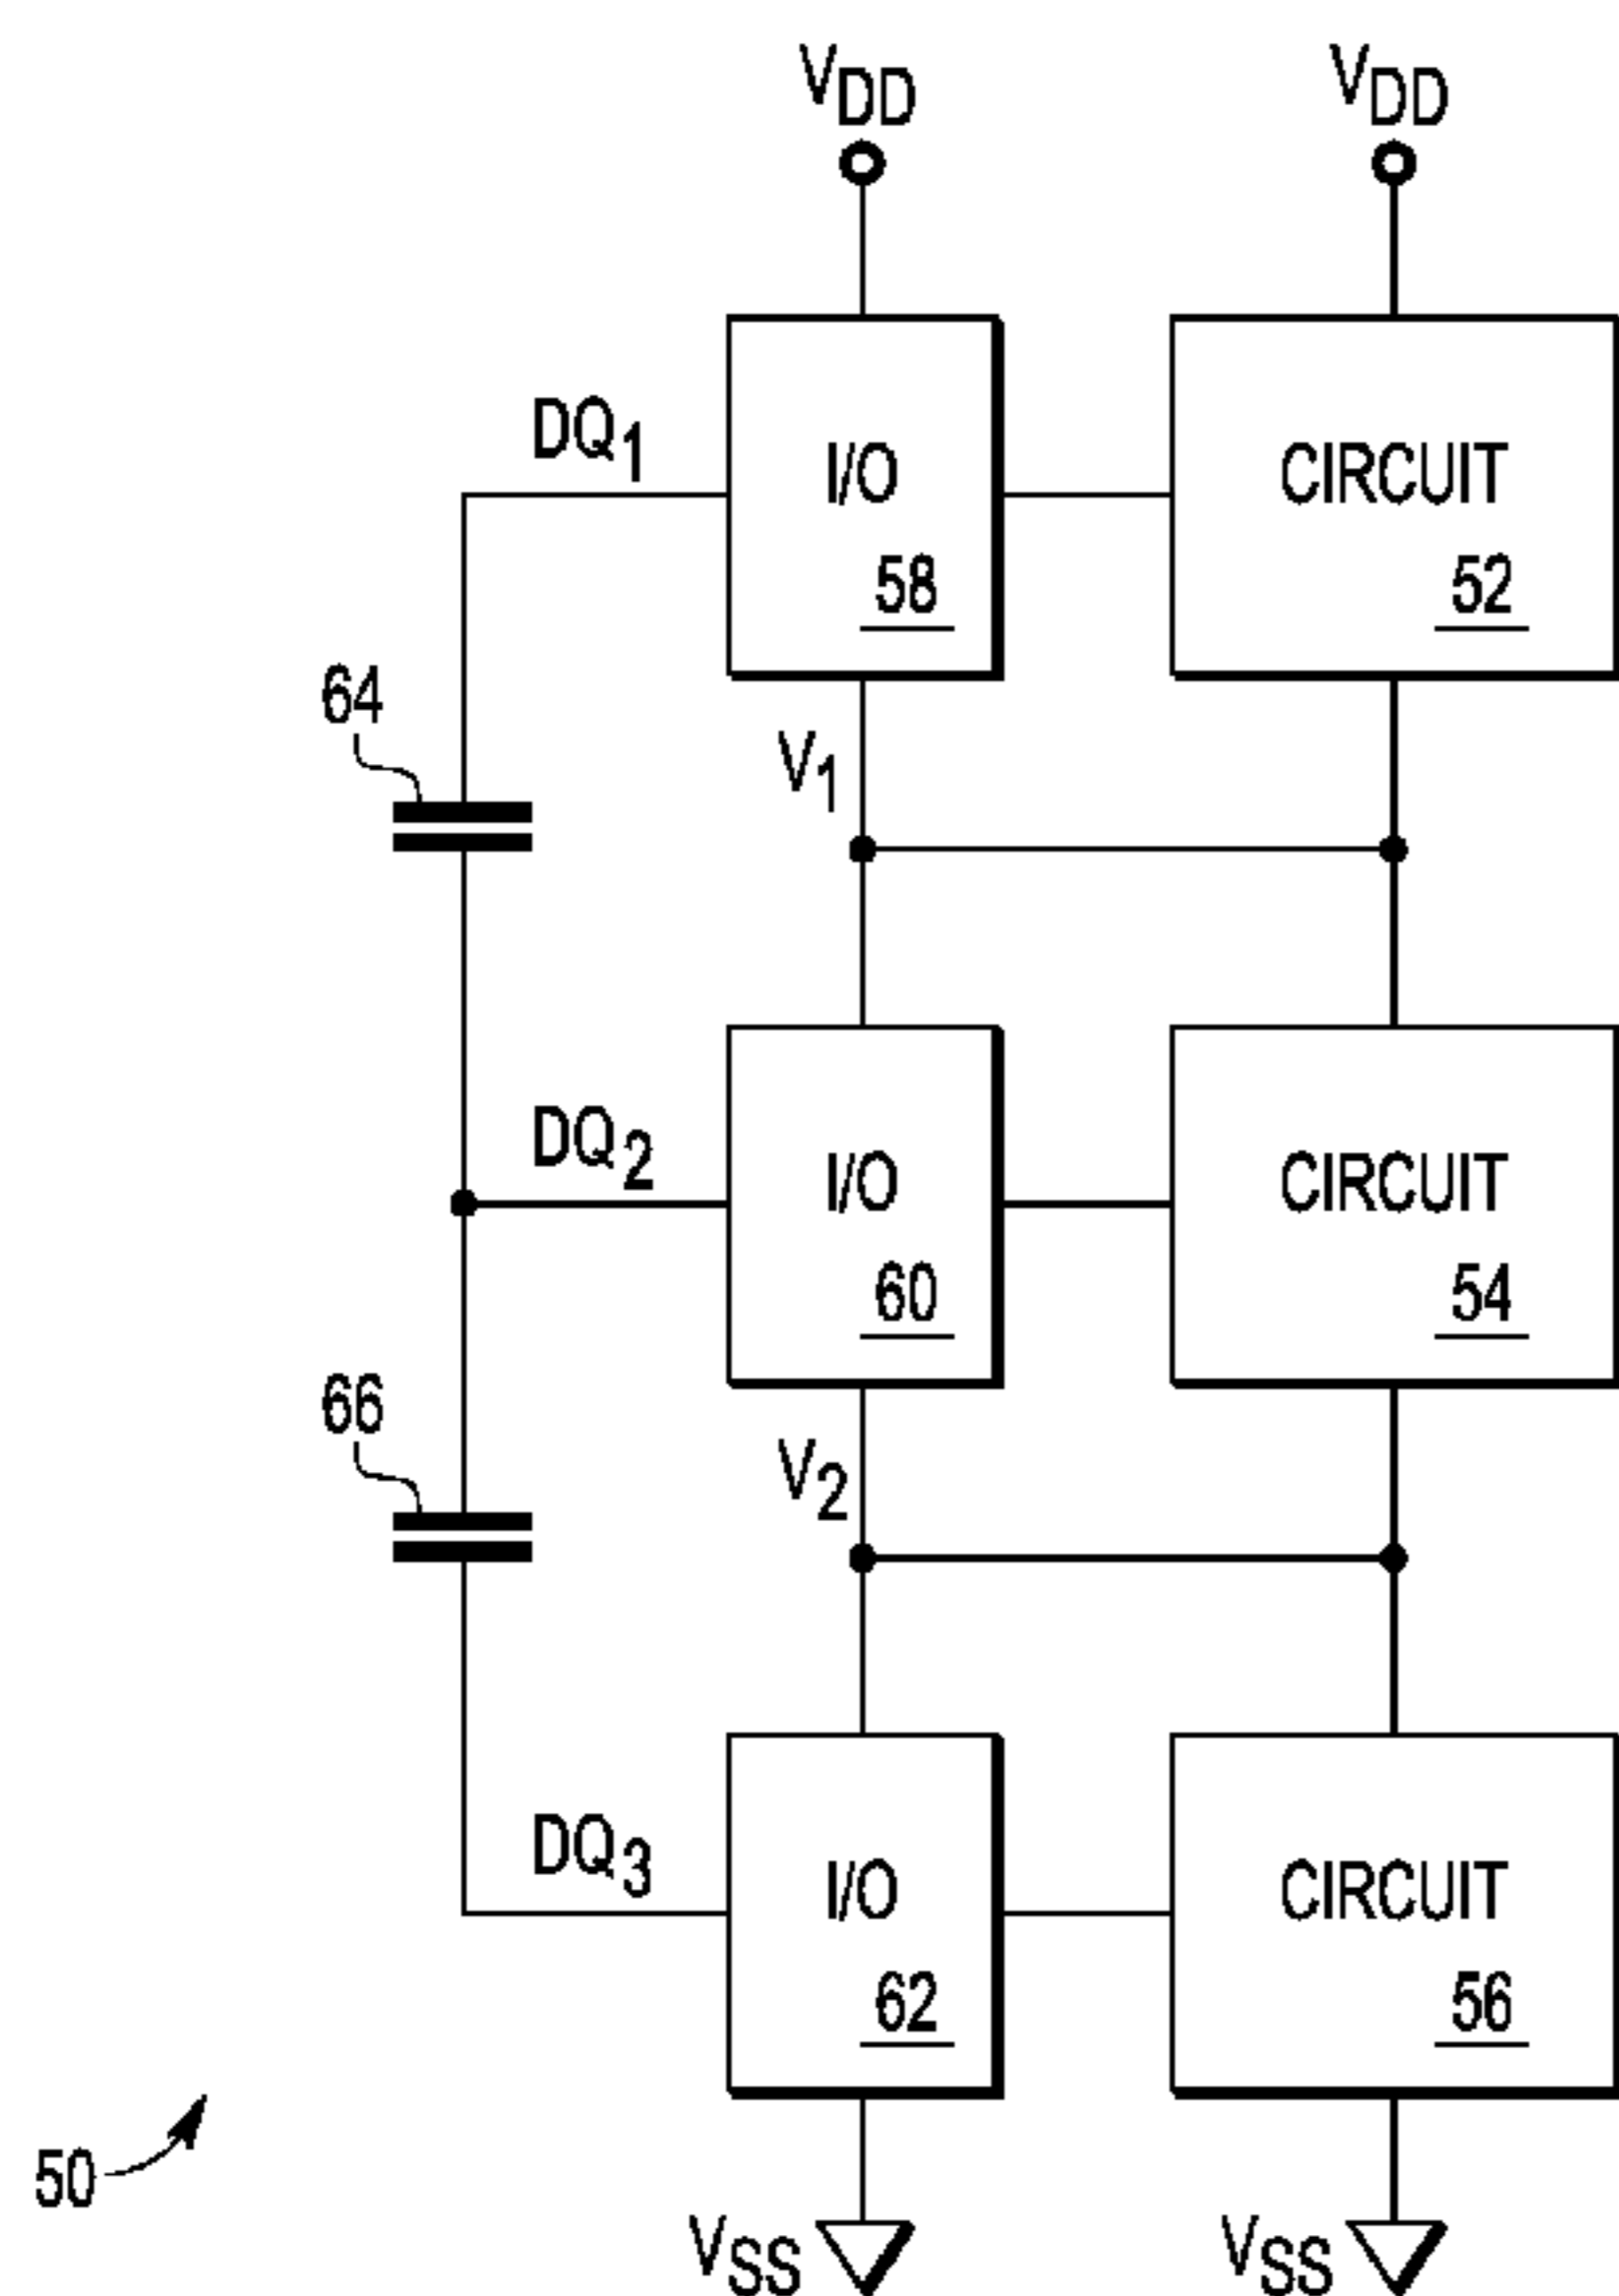 VDD VDD
DQ1 I/O CIRCUIT
58 52
64
V1
DQ2 I/O CIRCUIT
60 54
66
V2
DQ3 I/O CIRCUIT
62 56
50
VSS VSS